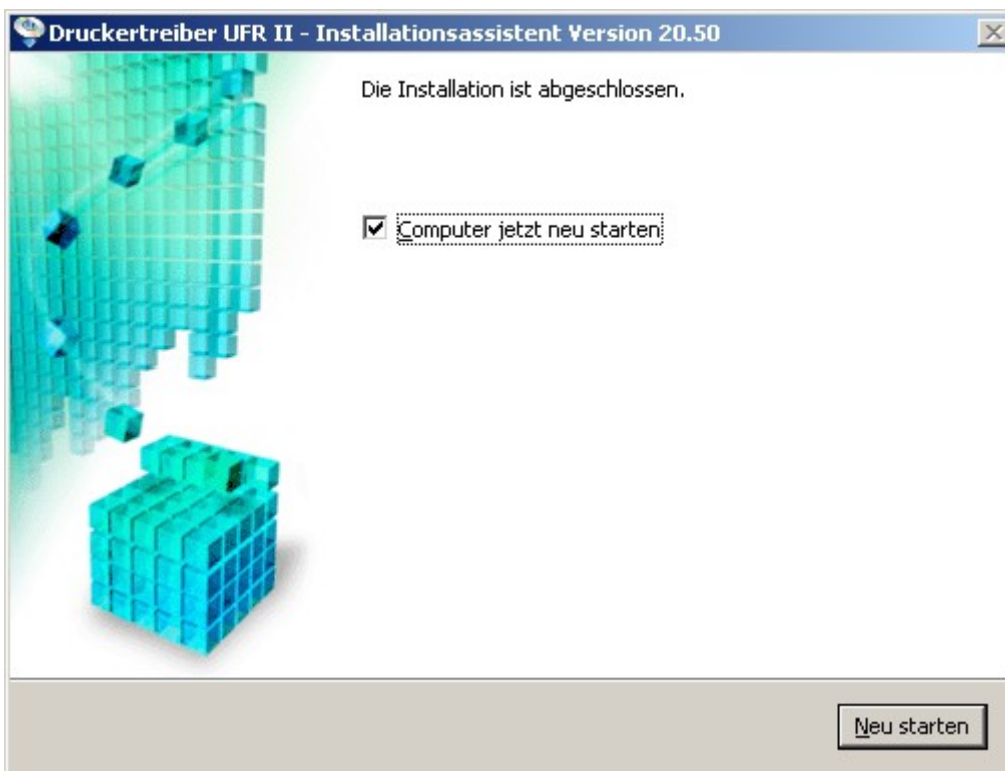 Druckertreiber UFR II - Installationsassistent Version 20.50
Die Installation ist abgeschlossen.
Computer jetzt neu starten
Neu starten